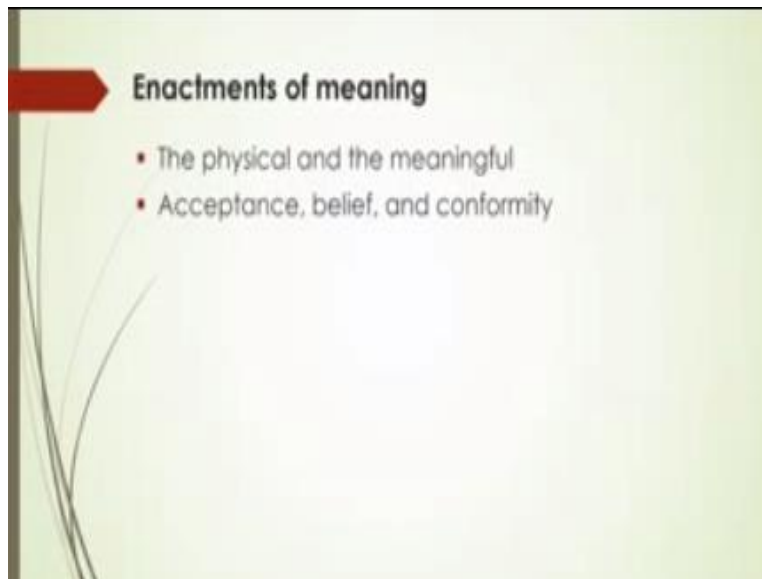 Enactments of meaning
The physical and the meaningful
Acceptance, belief, and conformity